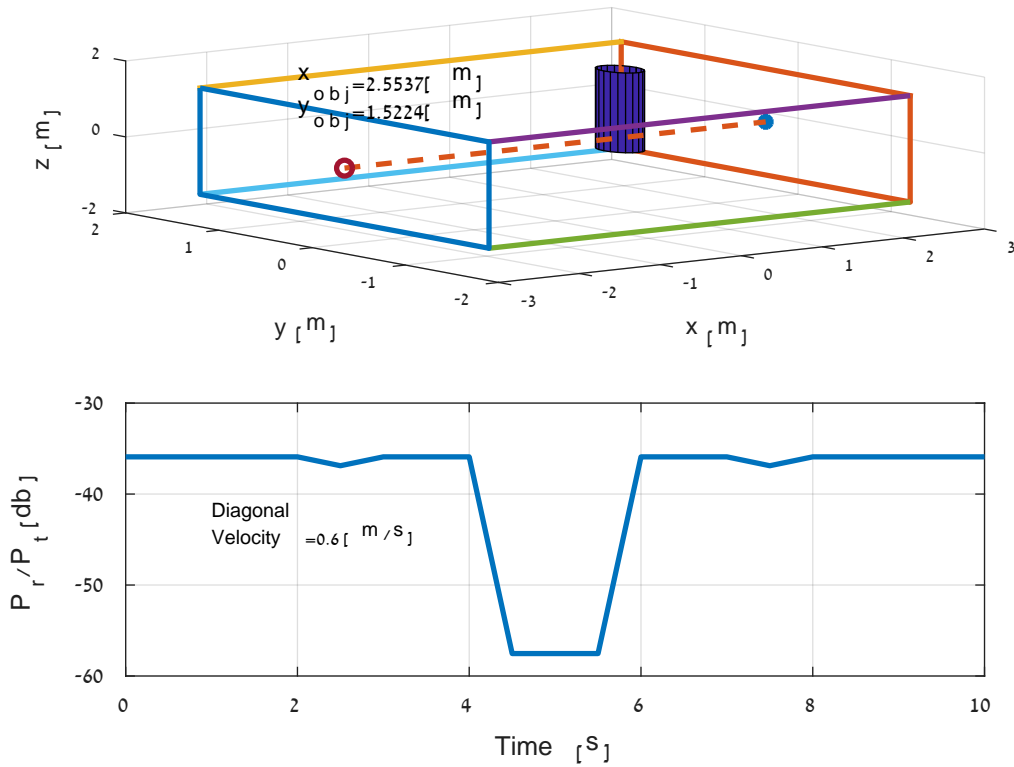 2
0
-2
z [m]
x obj=2.5537[ m]
y obj=1.5224[ m]
2
1
0
-1
-2
y [m]
-3
-2
-1
0
1
2
3
x [m]
-30
-40
-50
-60
P r/P t [db]
Diagonal
Velocity =0.6[ m/s]
0
2
4
6
8
10
Time [s]